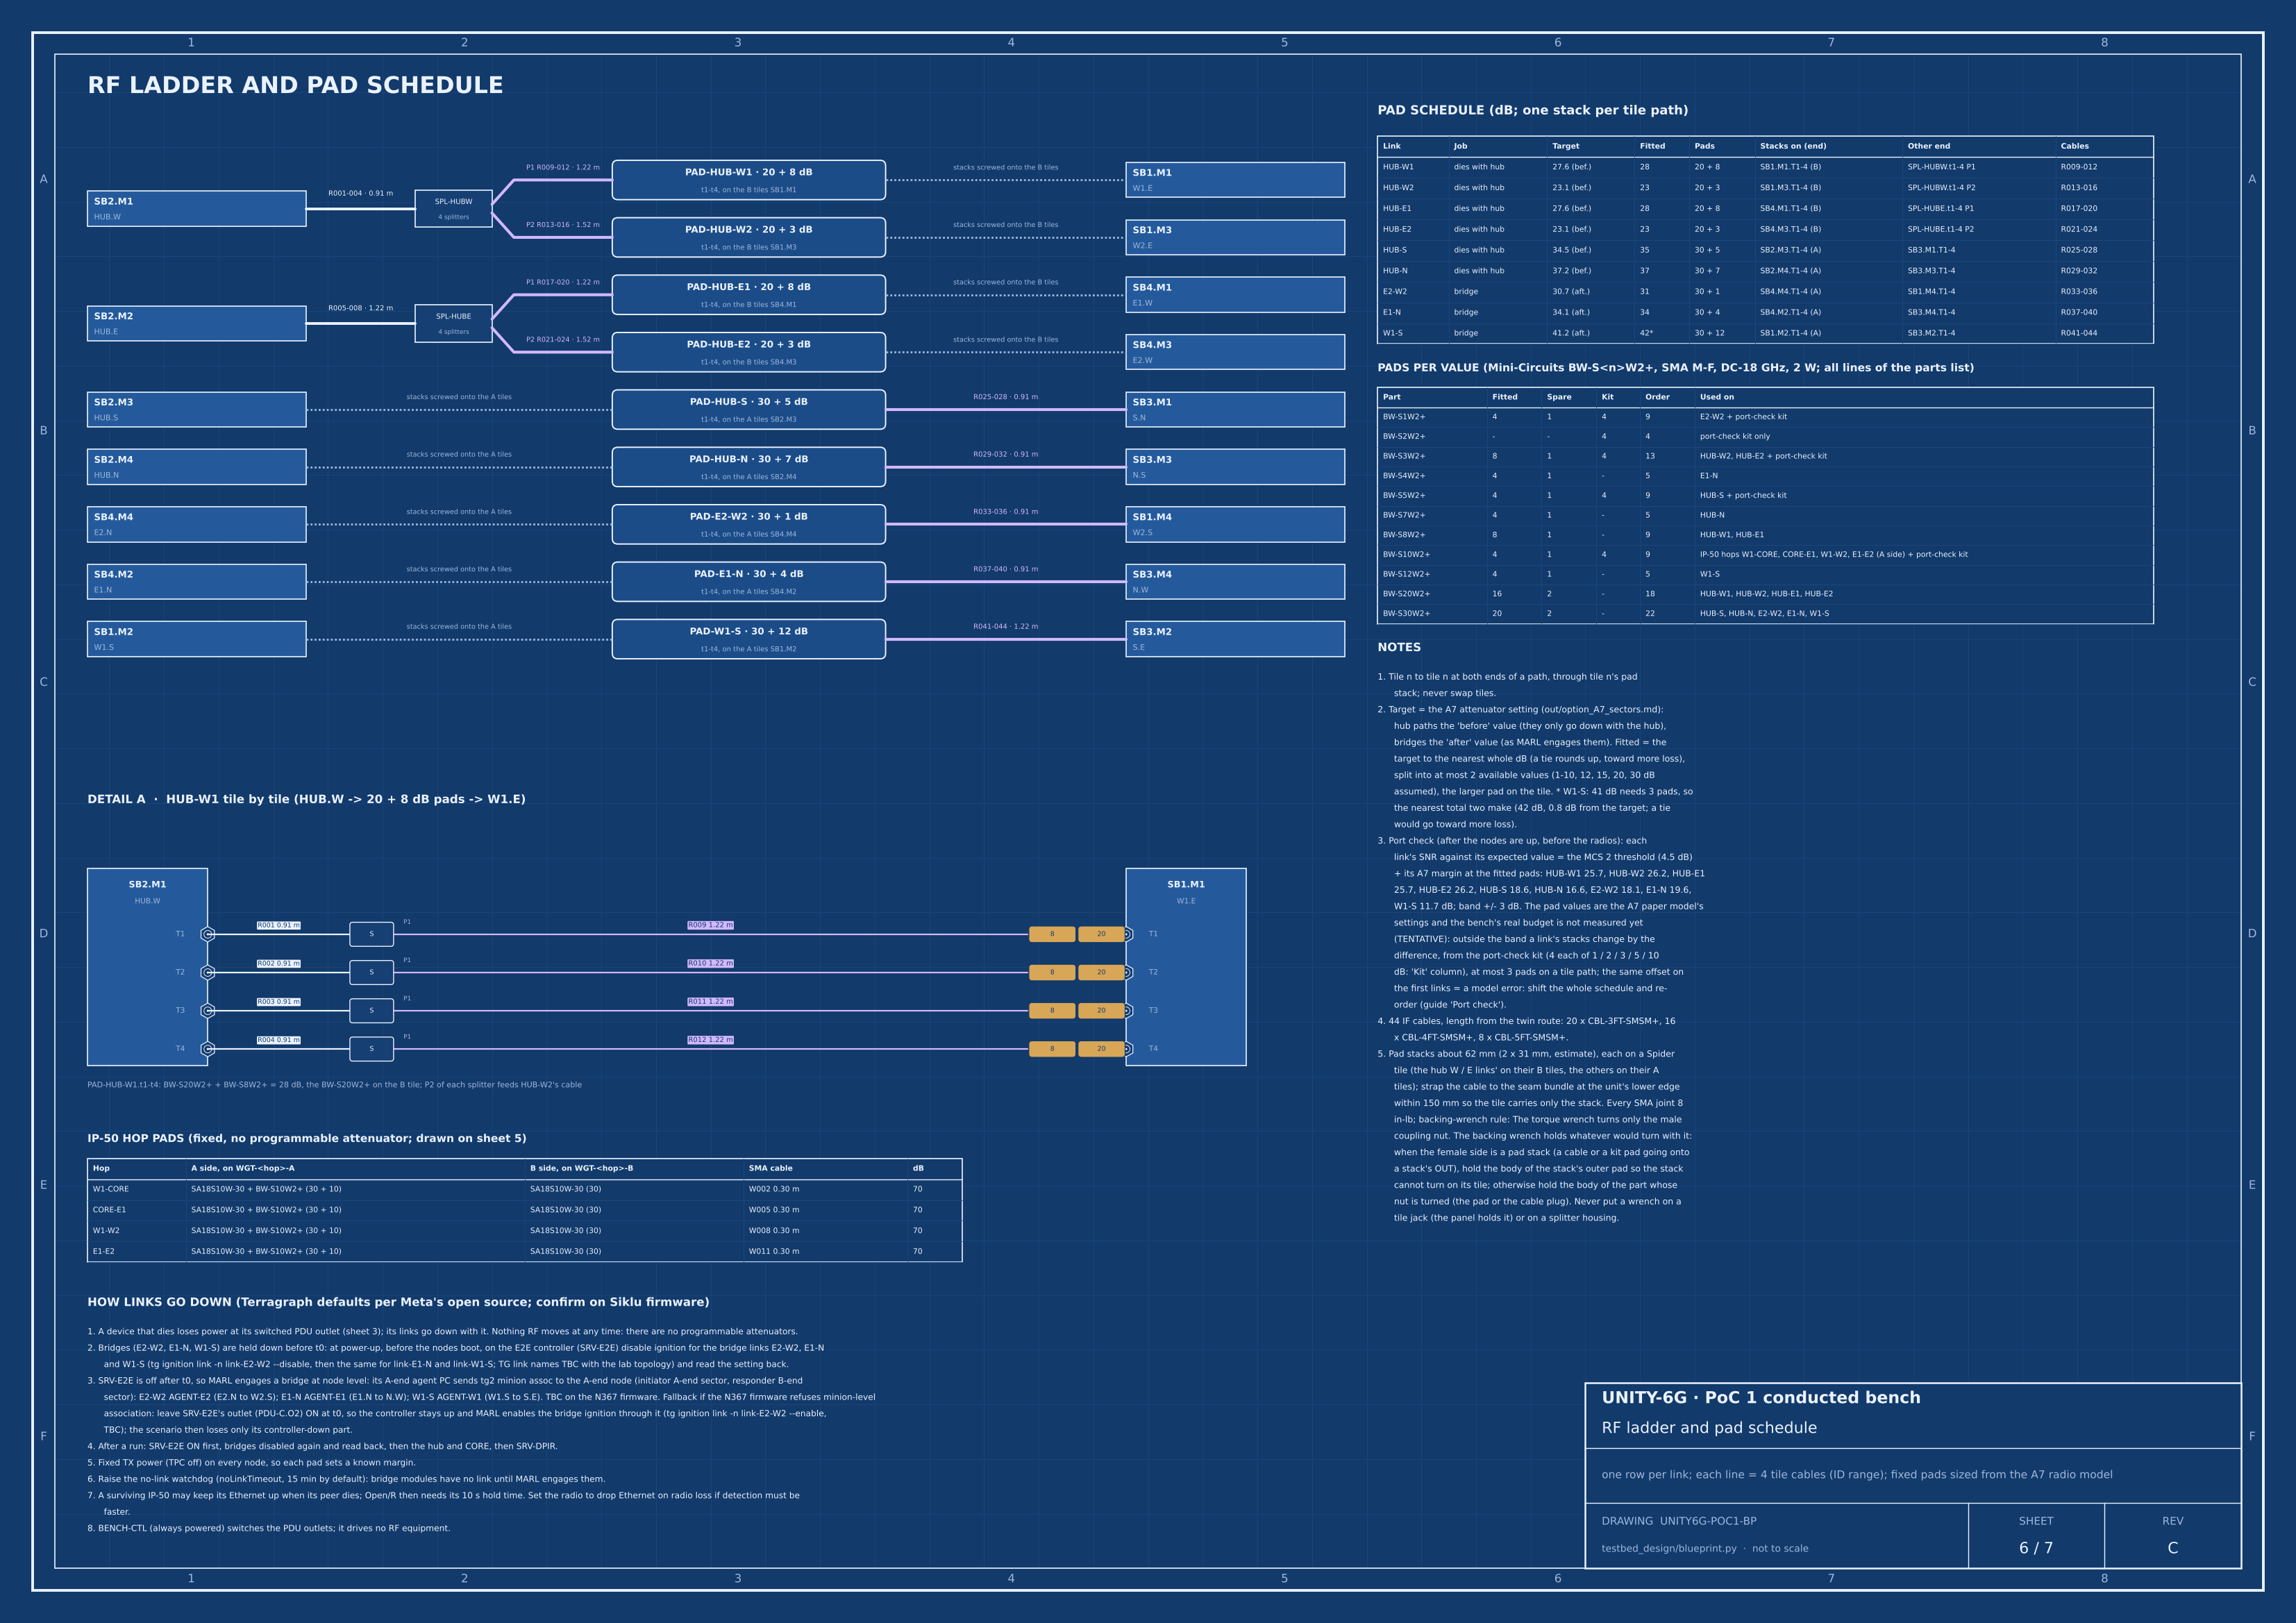 1 2 3 4 5 6 7 8
RF LADDER AND PAD SCHEDULE
A
B
C
D
E
F
SB2.M1
HUB.W
R001-004 · 0.91 m
SPL-HUBW
4 splitters
P1 R009-012 · 1.22 m
PAD-HUB-W1 · 20 + 8 dB
t1-t4, on the B tiles SB1.M1
stacks screwed onto the B tiles
SB1.M1
W1.E
P2 R013-016 · 1.52 m
PAD-HUB-W2 · 20 + 3 dB
t1-t4, on the B tiles SB1.M3
stacks screwed onto the B tiles
SB1.M3
W2.E
SB2.M2
HUB.E
R005-008 · 1.22 m
SPL-HUBE
4 splitters
P1 R017-020 · 1.22 m
PAD-HUB-E1 · 20 + 8 dB
t1-t4, on the B tiles SB4.M1
stacks screwed onto the B tiles
SB4.M1
E1.W
P2 R021-024 · 1.52 m
PAD-HUB-E2 · 20 + 3 dB
t1-t4, on the B tiles SB4.M3
stacks screwed onto the B tiles
SB4.M3
E2.W
SB2.M3
HUB.S
stacks screwed onto the A tiles
PAD-HUB-S · 30 + 5 dB
t1-t4, on the A tiles SB2.M3
R025-028 · 0.91 m
SB3.M1
S.N
SB2.M4
HUB.N
stacks screwed onto the A tiles
PAD-HUB-N · 30 + 7 dB
t1-t4, on the A tiles SB2.M4
R029-032 · 0.91 m
SB3.M3
N.S
SB4.M4
E2.N
stacks screwed onto the A tiles
PAD-E2-W2 · 30 + 1 dB
t1-t4, on the A tiles SB4.M4
R033-036 · 0.91 m
SB1.M4
W2.S
SB4.M2
E1.N
stacks screwed onto the A tiles
PAD-E1-N · 30 + 4 dB
t1-t4, on the A tiles SB4.M2
R037-040 · 0.91 m
SB3.M4
N.W
SB1.M2
W1.S
stacks screwed onto the A tiles
PAD-W1-S · 30 + 12 dB
t1-t4, on the A tiles SB1.M2
R041-044 · 1.22 m
SB3.M2
S.E
DETAIL A · HUB-W1 tile by tile (HUB.W -> 20 + 8 dB pads -> W1.E)
SB2.M1
HUB.W
SB1.M1
W1.E
T1 R001 0.91 m S P1 R009 1.22 m 8 20 T1
T2 R002 0.91 m S P1 R010 1.22 m 8 20 T2
T3 R003 0.91 m S P1 R011 1.22 m 8 20 T3
T4 R004 0.91 m S P1 R012 1.22 m 8 20 T4
PAD-HUB-W1.t1-t4: BW-S20W2+ + BW-S8W2+ = 28 dB, the BW-S20W2+ on the B tile; P2 of each splitter feeds HUB-W2's cable
IP-50 HOP PADS (fixed, no programmable attenuator; drawn on sheet 5)
Hop A side, on WGT-<hop>-A B side, on WGT-<hop>-B SMA cable dB
W1-CORE SA18S10W-30 + BW-S10W2+ (30 + 10) SA18S10W-30 (30) W002 0.30 m 70
CORE-E1 SA18S10W-30 + BW-S10W2+ (30 + 10) SA18S10W-30 (30) W005 0.30 m 70
W1-W2 SA18S10W-30 + BW-S10W2+ (30 + 10) SA18S10W-30 (30) W008 0.30 m 70
E1-E2 SA18S10W-30 + BW-S10W2+ (30 + 10) SA18S10W-30 (30) W011 0.30 m 70
HOW LINKS GO DOWN (Terragraph defaults per Meta's open source; confirm on Siklu firmware)
1. A device that dies loses power at its switched PDU outlet (sheet 3); its links go down with it. Nothing RF moves at any time: there are no programmable attenuators.
2. Bridges (E2-W2, E1-N, W1-S) are held down before t0: at power-up, before the nodes boot, on the E2E controller (SRV-E2E) disable ignition for the bridge links E2-W2, E1-N
and W1-S (tg ignition link -n link-E2-W2 --disable, then the same for link-E1-N and link-W1-S; TG link names TBC with the lab topology) and read the setting back.
3. SRV-E2E is off after t0, so MARL engages a bridge at node level: its A-end agent PC sends tg2 minion assoc to the A-end node (initiator A-end sector, responder B-end
sector): E2-W2 AGENT-E2 (E2.N to W2.S); E1-N AGENT-E1 (E1.N to N.W); W1-S AGENT-W1 (W1.S to S.E). TBC on the N367 firmware. Fallback if the N367 firmware refuses minion-level
association: leave SRV-E2E's outlet (PDU-C.O2) ON at t0, so the controller stays up and MARL enables the bridge ignition through it (tg ignition link -n link-E2-W2 --enable,
TBC); the scenario then loses only its controller-down part.
4. After a run: SRV-E2E ON first, bridges disabled again and read back, then the hub and CORE, then SRV-DPIR.
5. Fixed TX power (TPC off) on every node, so each pad sets a known margin.
6. Raise the no-link watchdog (noLinkTimeout, 15 min by default): bridge modules have no link until MARL engages them.
7. A surviving IP-50 may keep its Ethernet up when its peer dies; Open/R then needs its 10 s hold time. Set the radio to drop Ethernet on radio loss if detection must be
faster.
8. BENCH-CTL (always powered) switches the PDU outlets; it drives no RF equipment.
PAD SCHEDULE (dB; one stack per tile path)
Link Job Target Fitted Pads Stacks on (end) Other end Cables
HUB-W1 dies with hub 27.6 (bef.) 28 20 + 8 SB1.M1.T1-4 (B) SPL-HUBW.t1-4 P1 R009-012
HUB-W2 dies with hub 23.1 (bef.) 23 20 + 3 SB1.M3.T1-4 (B) SPL-HUBW.t1-4 P2 R013-016
HUB-E1 dies with hub 27.6 (bef.) 28 20 + 8 SB4.M1.T1-4 (B) SPL-HUBE.t1-4 P1 R017-020
HUB-E2 dies with hub 23.1 (bef.) 23 20 + 3 SB4.M3.T1-4 (B) SPL-HUBE.t1-4 P2 R021-024
HUB-S dies with hub 34.5 (bef.) 35 30 + 5 SB2.M3.T1-4 (A) SB3.M1.T1-4 R025-028
HUB-N dies with hub 37.2 (bef.) 37 30 + 7 SB2.M4.T1-4 (A) SB3.M3.T1-4 R029-032
E2-W2 bridge 30.7 (aft.) 31 30 + 1 SB4.M4.T1-4 (A) SB1.M4.T1-4 R033-036
E1-N bridge 34.1 (aft.) 34 30 + 4 SB4.M2.T1-4 (A) SB3.M4.T1-4 R037-040
W1-S bridge 41.2 (aft.) 42* 30 + 12 SB1.M2.T1-4 (A) SB3.M2.T1-4 R041-044
PADS PER VALUE (Mini-Circuits BW-S<n>W2+, SMA M-F, DC-18 GHz, 2 W; all lines of the parts list)
Part Fitted Spare Kit Order Used on
BW-S1W2+ 4 1 4 9 E2-W2 + port-check kit
BW-S2W2+ - - 4 4 port-check kit only
BW-S3W2+ 8 1 4 13 HUB-W2, HUB-E2 + port-check kit
BW-S4W2+ 4 1 - 5 E1-N
BW-S5W2+ 4 1 4 9 HUB-S + port-check kit
BW-S7W2+ 4 1 - 5 HUB-N
BW-S8W2+ 8 1 - 9 HUB-W1, HUB-E1
BW-S10W2+ 4 1 4 9 IP-50 hops W1-CORE, CORE-E1, W1-W2, E1-E2 (A side) + port-check kit
BW-S12W2+ 4 1 - 5 W1-S
BW-S20W2+ 16 2 - 18 HUB-W1, HUB-W2, HUB-E1, HUB-E2
BW-S30W2+ 20 2 - 22 HUB-S, HUB-N, E2-W2, E1-N, W1-S
NOTES
1. Tile n to tile n at both ends of a path, through tile n's pad
stack; never swap tiles.
2. Target = the A7 attenuator setting (out/option_A7_sectors.md):
hub paths the 'before' value (they only go down with the hub),
bridges the 'after' value (as MARL engages them). Fitted = the
target to the nearest whole dB (a tie rounds up, toward more loss),
split into at most 2 available values (1-10, 12, 15, 20, 30 dB
assumed), the larger pad on the tile. * W1-S: 41 dB needs 3 pads, so
the nearest total two make (42 dB, 0.8 dB from the target; a tie
would go toward more loss).
3. Port check (after the nodes are up, before the radios): each
link's SNR against its expected value = the MCS 2 threshold (4.5 dB)
+ its A7 margin at the fitted pads: HUB-W1 25.7, HUB-W2 26.2, HUB-E1
25.7, HUB-E2 26.2, HUB-S 18.6, HUB-N 16.6, E2-W2 18.1, E1-N 19.6,
W1-S 11.7 dB; band +/- 3 dB. The pad values are the A7 paper model's
settings and the bench's real budget is not measured yet
(TENTATIVE): outside the band a link's stacks change by the
difference, from the port-check kit (4 each of 1 / 2 / 3 / 5 / 10
dB: 'Kit' column), at most 3 pads on a tile path; the same offset on
the first links = a model error: shift the whole schedule and re-
order (guide 'Port check').
4. 44 IF cables, length from the twin route: 20 x CBL-3FT-SMSM+, 16
x CBL-4FT-SMSM+, 8 x CBL-5FT-SMSM+.
5. Pad stacks about 62 mm (2 x 31 mm, estimate), each on a Spider
tile (the hub W / E links' on their B tiles, the others on their A
tiles); strap the cable to the seam bundle at the unit's lower edge
within 150 mm so the tile carries only the stack. Every SMA joint 8
in-lb; backing-wrench rule: The torque wrench turns only the male
coupling nut. The backing wrench holds whatever would turn with it:
when the female side is a pad stack (a cable or a kit pad going onto
a stack's OUT), hold the body of the stack's outer pad so the stack
cannot turn on its tile; otherwise hold the body of the part whose
nut is turned (the pad or the cable plug). Never put a wrench on a
tile jack (the panel holds it) or on a splitter housing.
UNITY-6G · PoC 1 conducted bench
RF ladder and pad schedule
one row per link; each line = 4 tile cables (ID range); fixed pads sized from the A7 radio model
DRAWING UNITY6G-POC1-BP
testbed_design/blueprint.py · not to scale
SHEET
6 / 7
REV
C
A
B
C
D
E
F
1 2 3 4 5 6 7 8